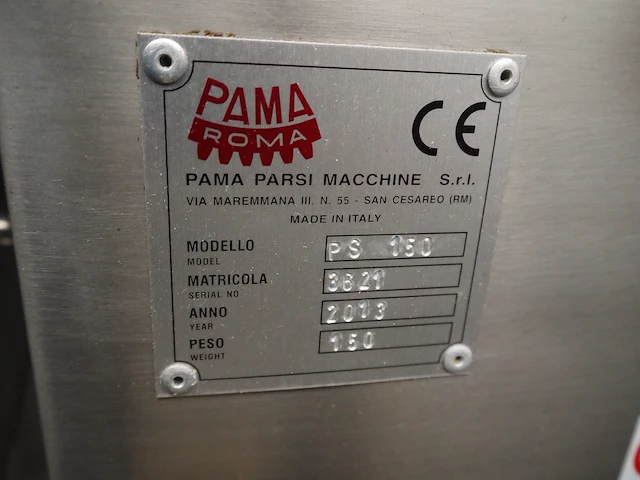 PAMA
ROMA
CE
PAMA PARSI MACCHINE S.r.l.
VIA MAREMMANA III. N. 55 - SAN CESAREO (RM)
MADE IN ITALY
MODELLO PS 150
MODEL
MATRICOLA 3821
SERIAL NO
ANNO 2013
YEAR
PESO 150
WEIGHT